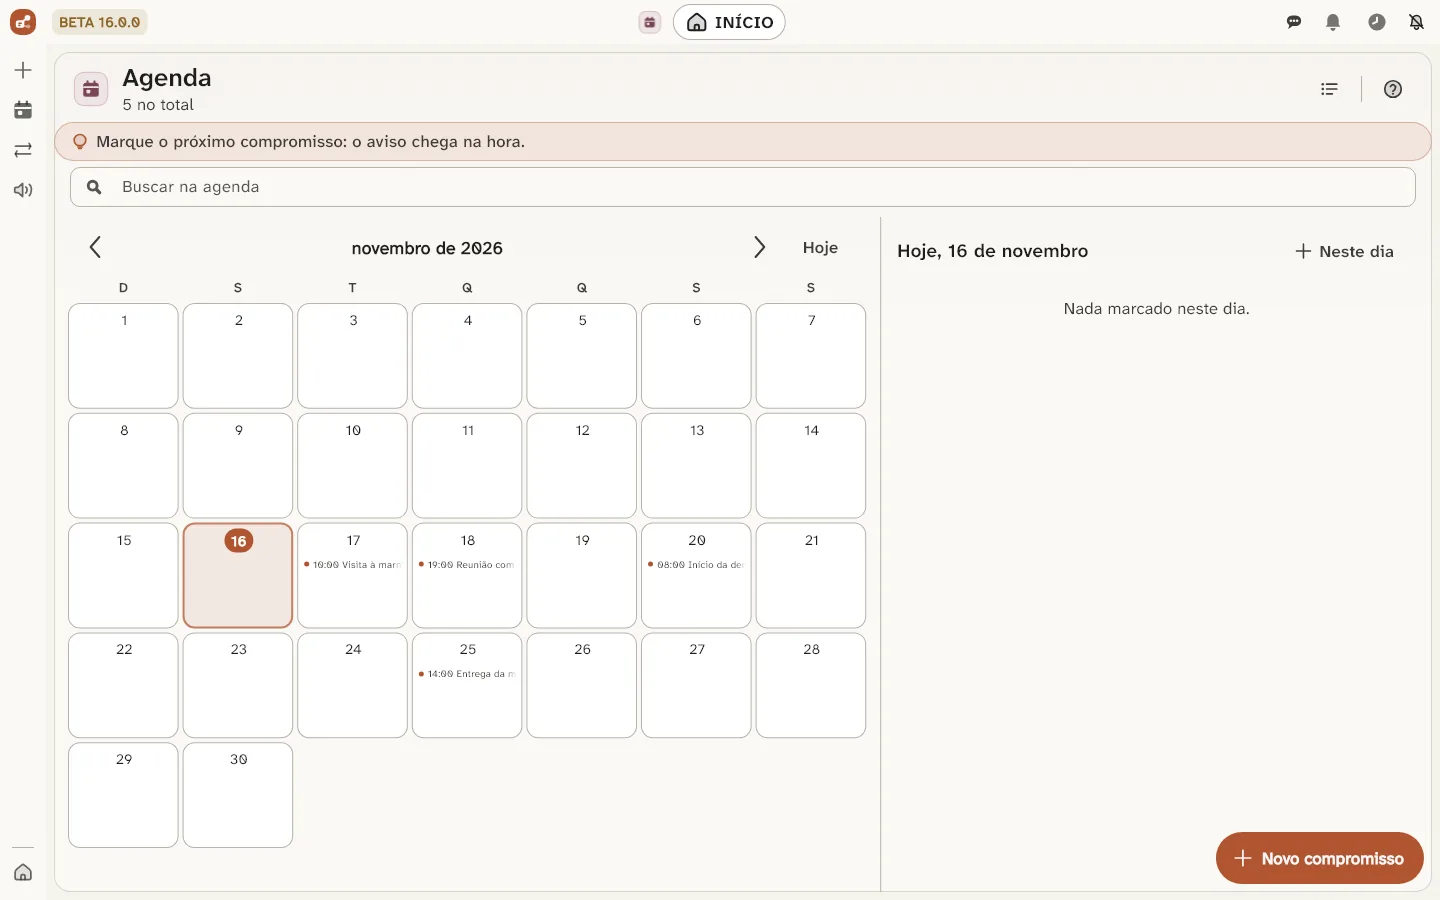 BETA 16.0.0
INÍCIO
Agenda
5 no total
Marque o próximo compromisso: o aviso chega na hora.
Buscar na agenda
novembro de 2026
Hoje
D S T Q Q S S
1 2 3 4 5 6 7
8 9 10 11 12 13 14
15 16 17 18 19 20 21
10:00 Visita à 19:00 Reunião com 08:00 Início da
22 23 24 25 26 27 28
14:00 Entrega da
29 30
Hoje, 16 de novembro
Neste dia
Nada marcado neste dia.
Novo compromisso